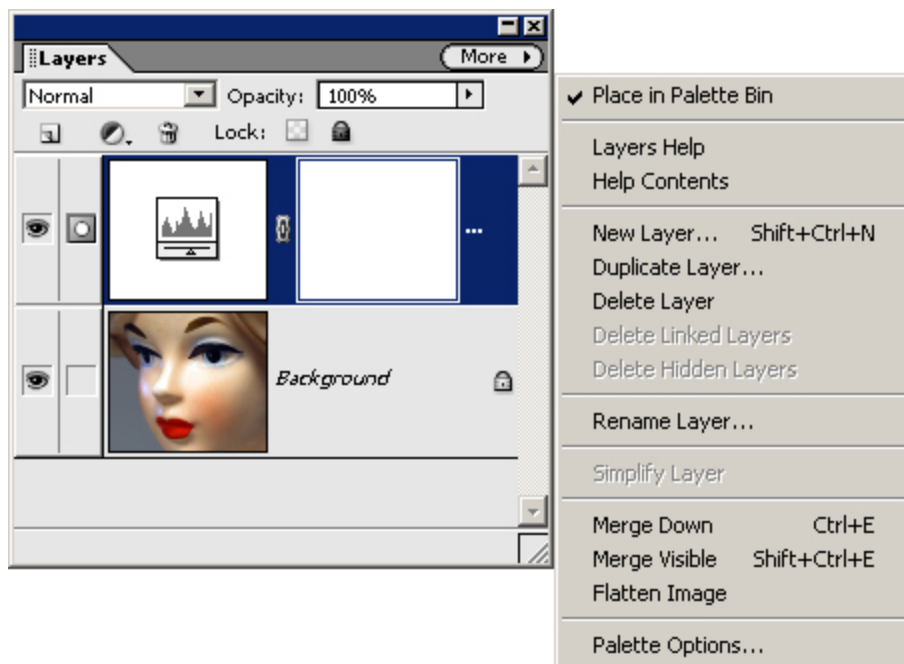 Layers
More
Normal
Opacity: 100%
Lock:
...
Background
Place in Palette Bin
Layers Help
Help Contents
New Layer... Shift+Ctrl+N
Duplicate Layer...
Delete Layer
Delete Linked Layers
Delete Hidden Layers
Rename Layer...
Simplify Layer
Merge Down Ctrl+E
Merge Visible Shift+Ctrl+E
Flatten Image
Palette Options...